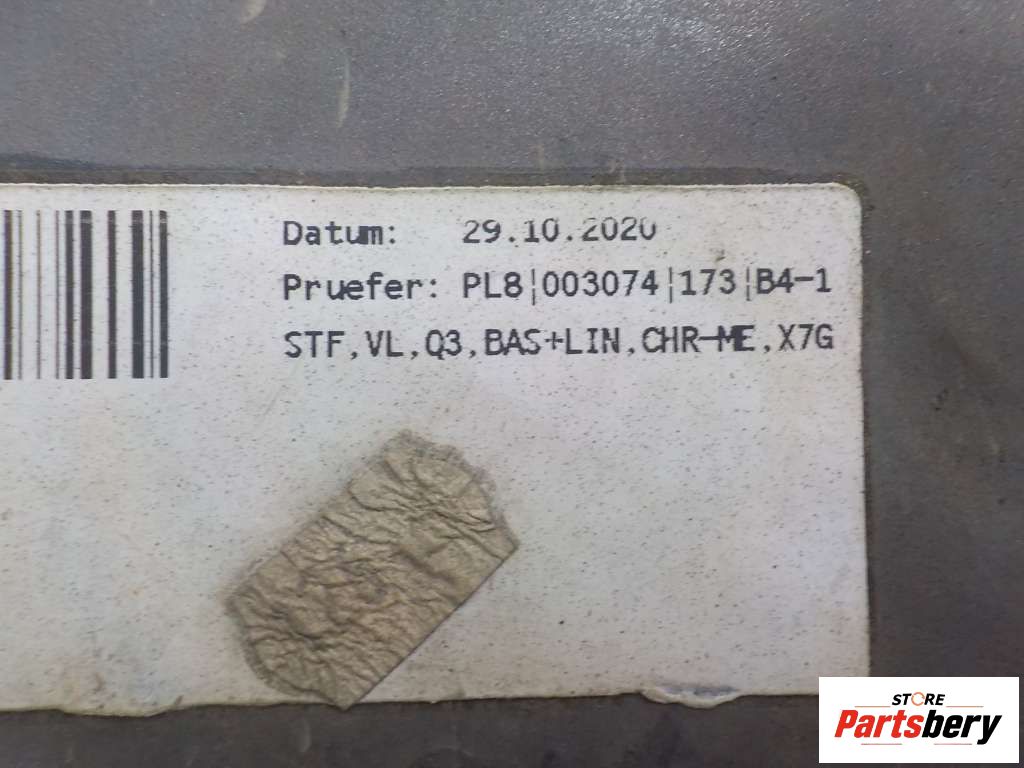 Datum: 29.10.2020
Pruefer: PL8|003074|173|B4-1
STF,VL,Q3,BAS+LIN,CHR-ME,X7G
STORE
Partsbery